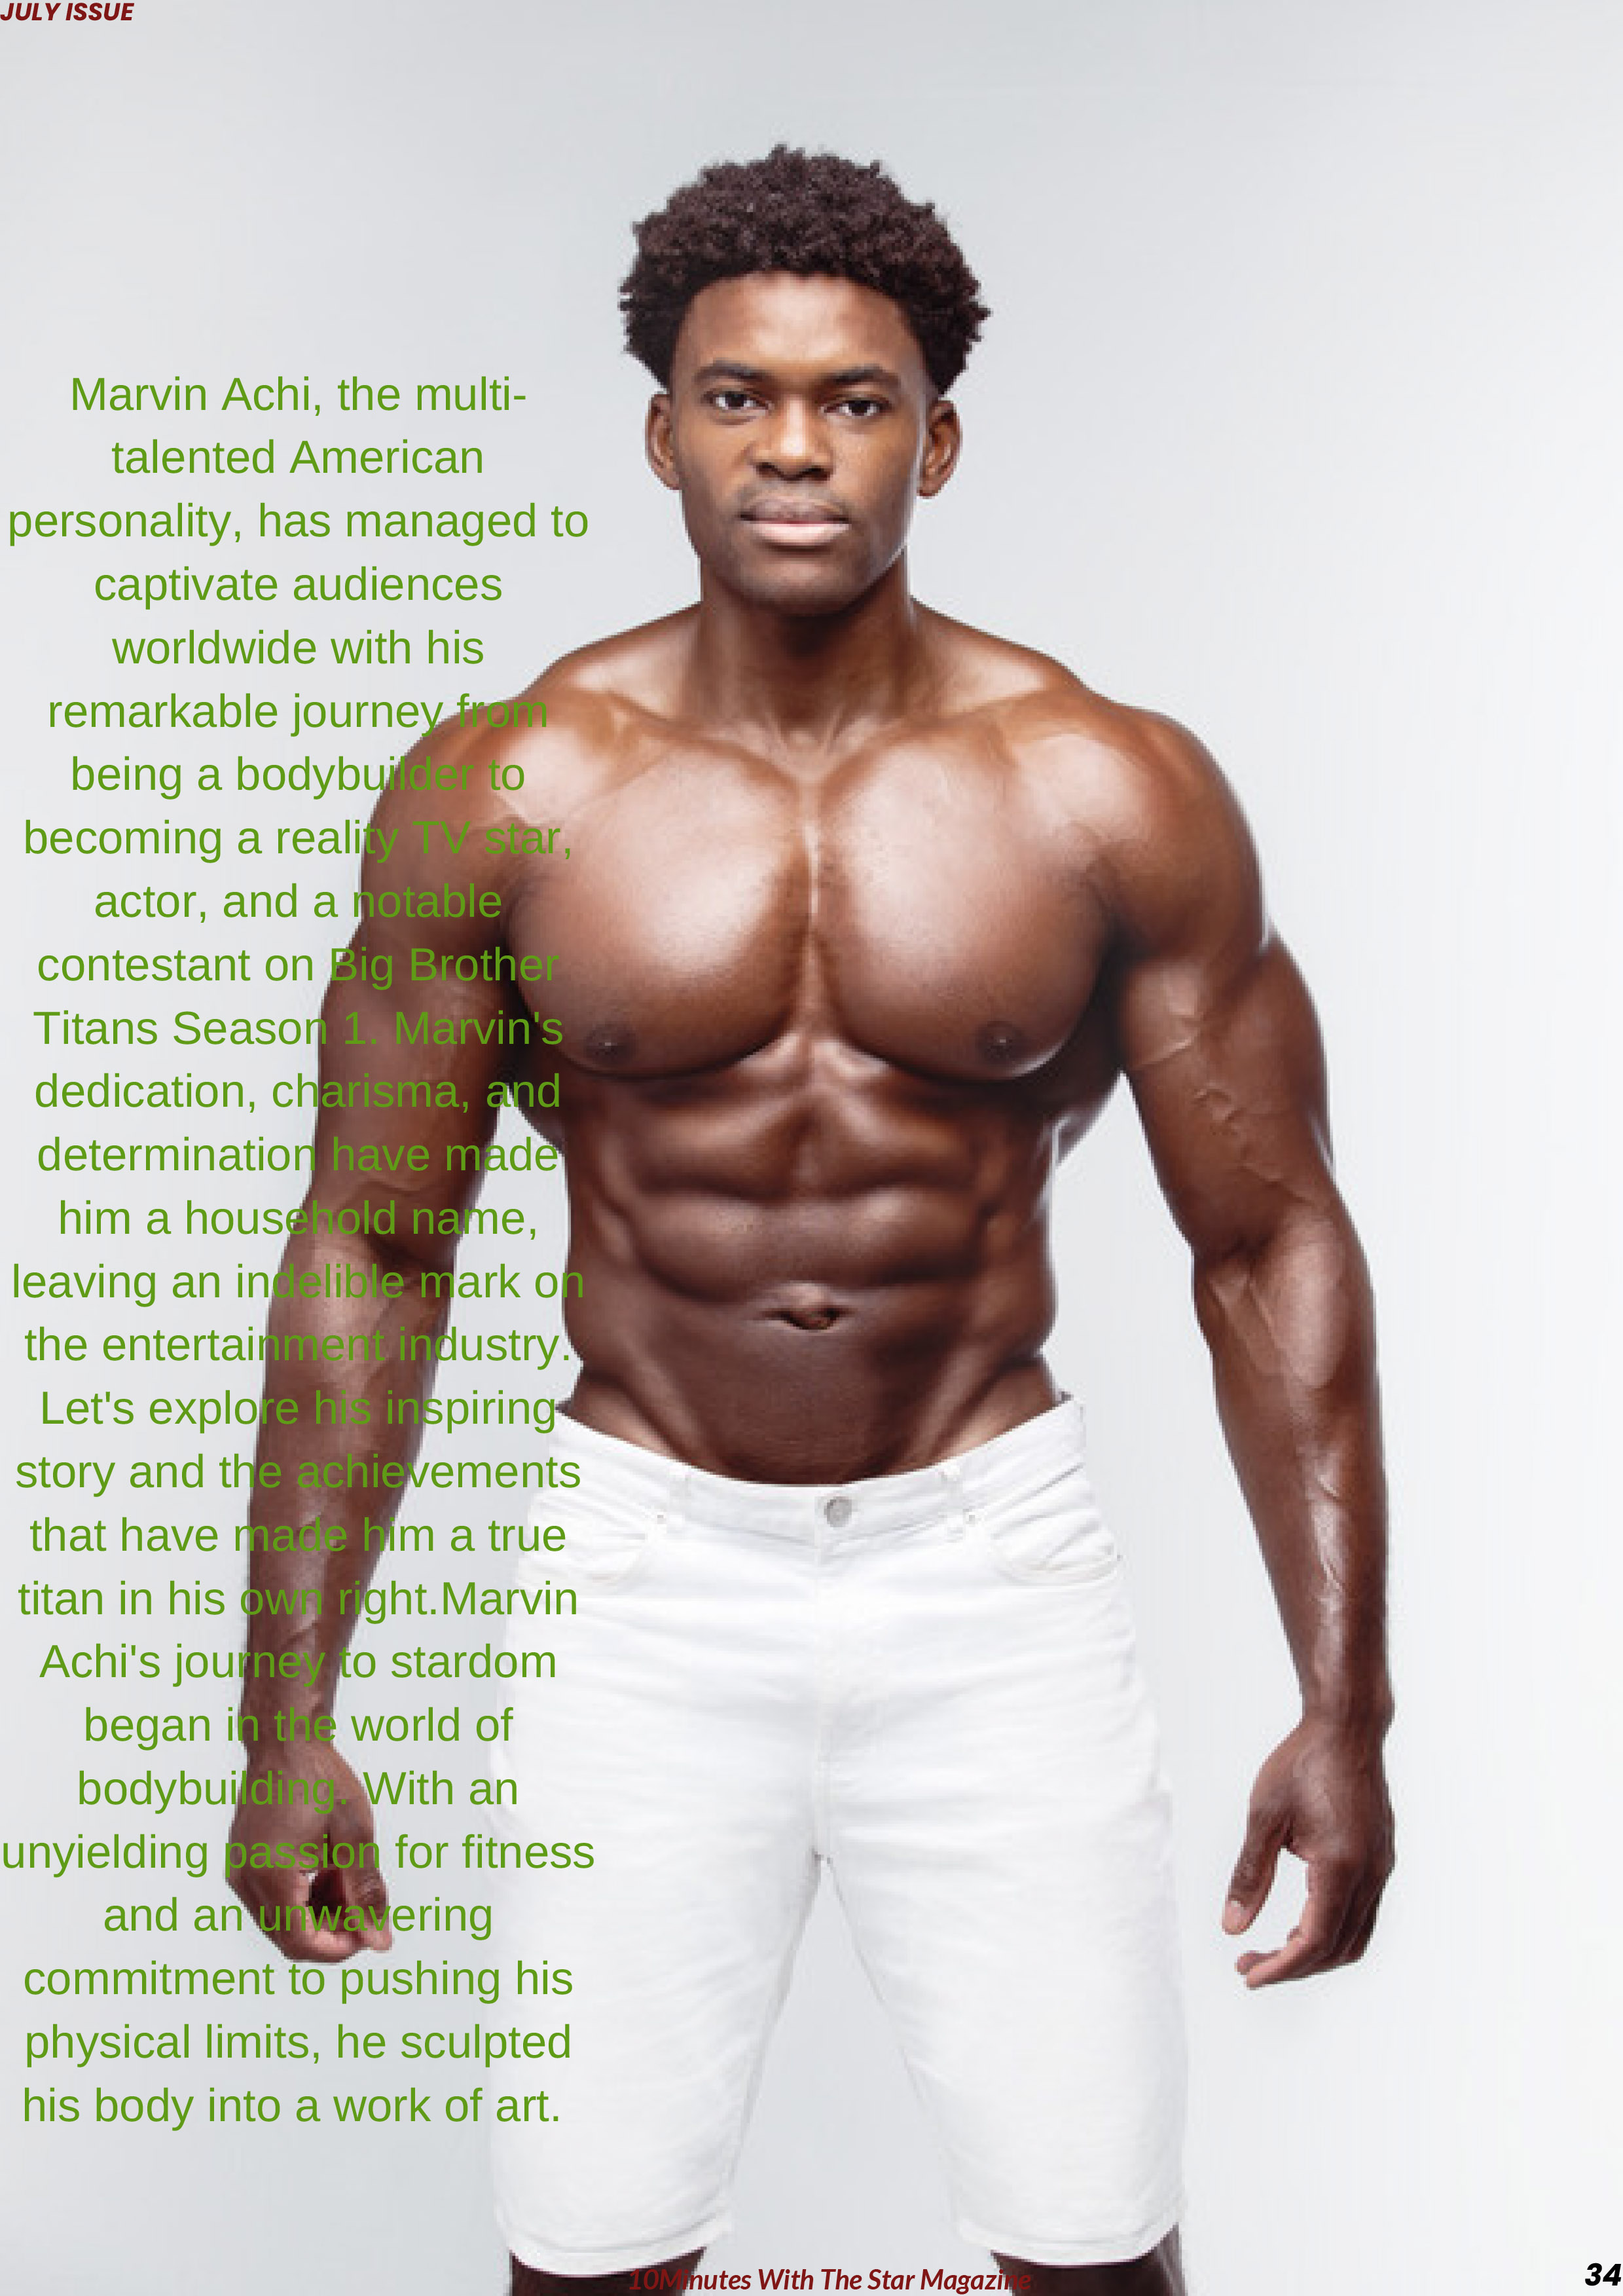 JULY ISSUE
Marvin Achi, the multi-
talented American
personality, has managed to
captivate audiences
worldwide with his
remarkable journey from
being a bodybuilder to
becoming a reality TV star,
actor, and a notable
contestant on Big Brother
Titans Season 1. Marvin's
dedication, charisma, and
determination have made
him a household name,
leaving an indelible mark on
the entertainment industry.
Let's explore his inspiring
story and the achievements
that have made him a true
titan in his own right.Marvin
Achi's journey to stardom
began in the world of
bodybuilding. With an
unyielding passion for fitness
and an unwavering
commitment to pushing his
physical limits, he sculpted
his body into a work of art.
10Minutes With The Star Magazine
34